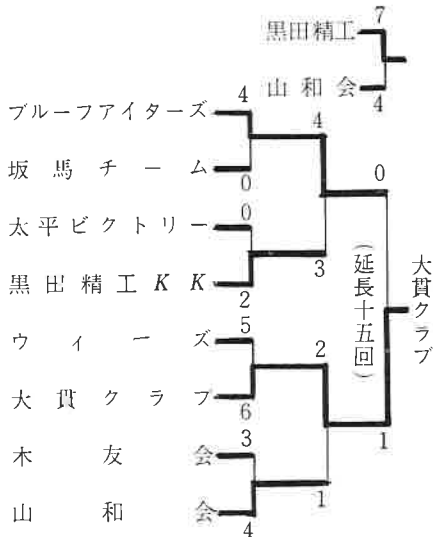 黒田精工 7
山和会 4
ブルーファイターズ 4
坂馬チーム 0
太平ビクトリー 0
黒田精工KK 2
ウィーズ 5
大貫クラブ 6
木友会 3
山和会 4
4
3
2
1
0
1
(延長十五回)
大貫クラブ